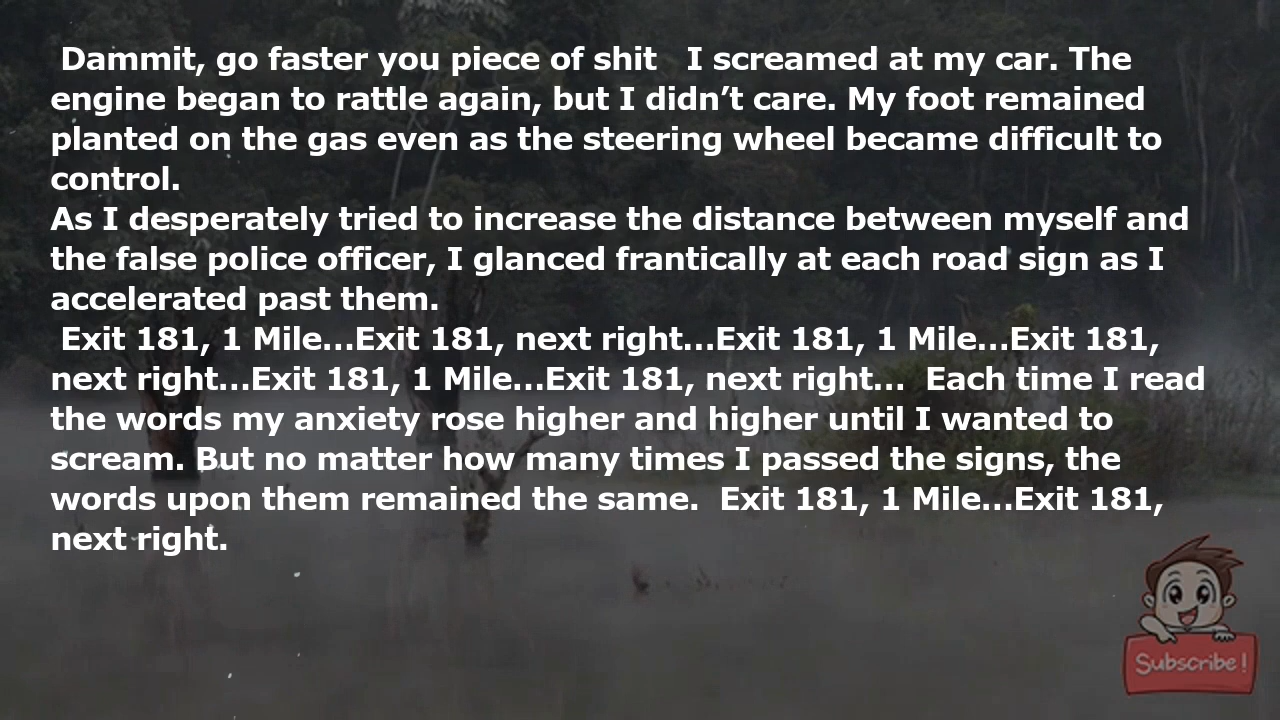 Dammit, go faster you piece of shit   I screamed at my car. The
engine began to rattle again, but I didn’t care. My foot remained
planted on the gas even as the steering wheel became difficult to
control.
As I desperately tried to increase the distance between myself and
the false police officer, I glanced frantically at each road sign as I
accelerated past them.
Exit 181, 1 Mile...Exit 181, next right...Exit 181, 1 Mile...Exit 181,
next right...Exit 181, 1 Mile...Exit 181, next right...  Each time I read
the words my anxiety rose higher and higher until I wanted to
scream. But no matter how many times I passed the signs, the
words upon them remained the same.  Exit 181, 1 Mile...Exit 181,
next right.
Subscribe!